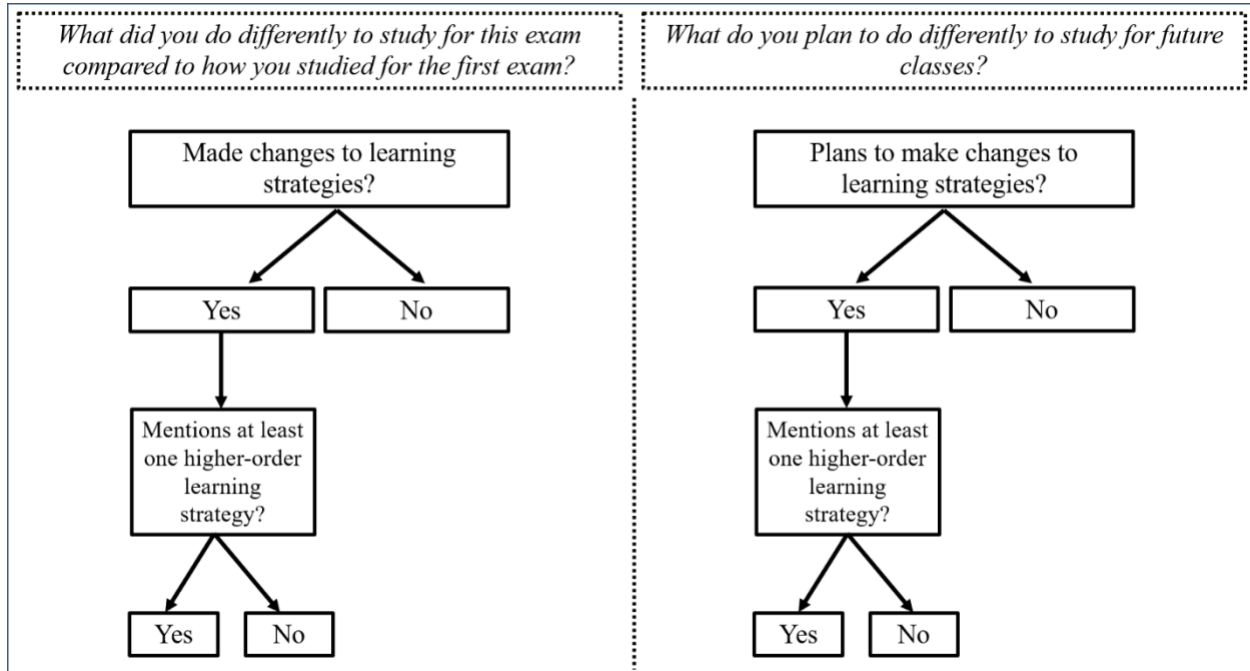 What did you do differently to study for this exam
compared to how you studied for the first exam?
Made changes to learning
strategies?
Yes
No
Mentions at least
one higher-order
learning
strategy?
Yes
No
What do you plan to do differently to study for future
classes?
Plans to make changes to
learning strategies?
Yes
No
Mentions at least
one higher-order
learning
strategy?
Yes
No